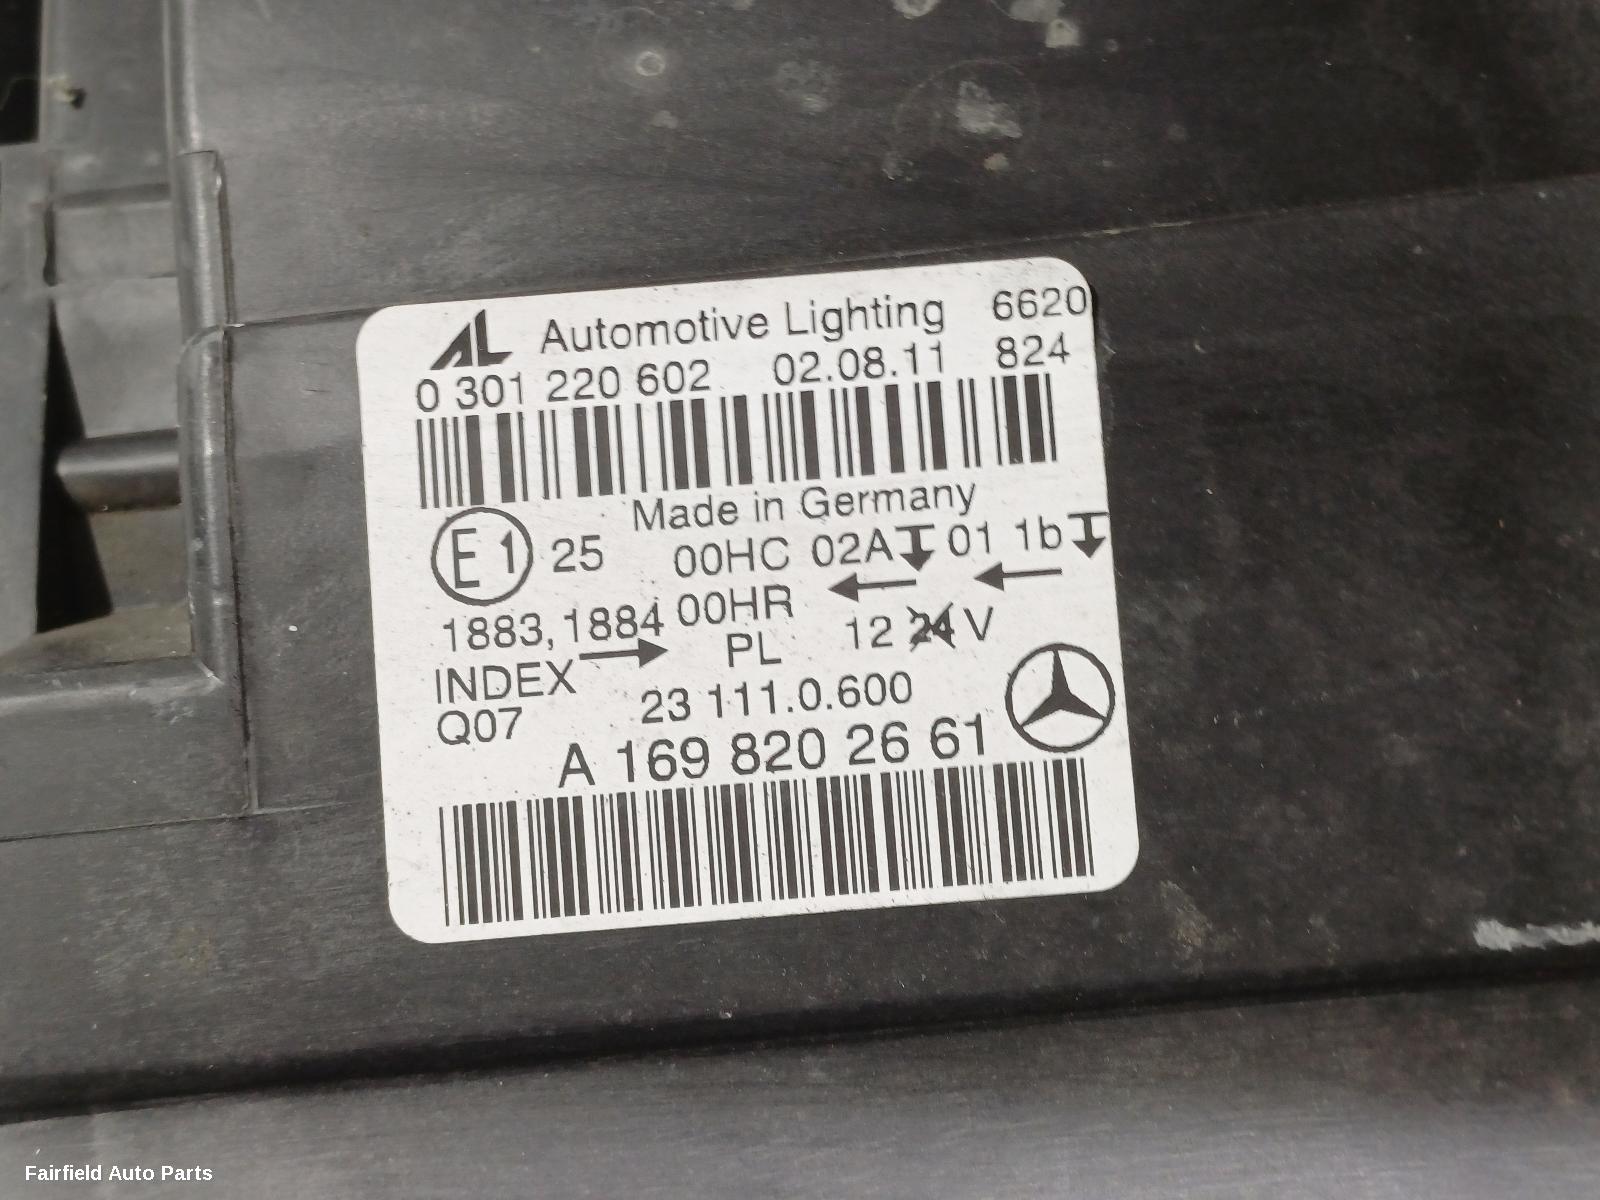 AL Automotive Lighting 6620
0 301 220 602 02.08.11 824
Made in Germany
E1 25 00HC 02A 01 1b
1883, 1884 00HR
INDEX PL 12 24 V
Q07 23 111.0.600
A 169 820 26 61
Fairfield Auto Parts